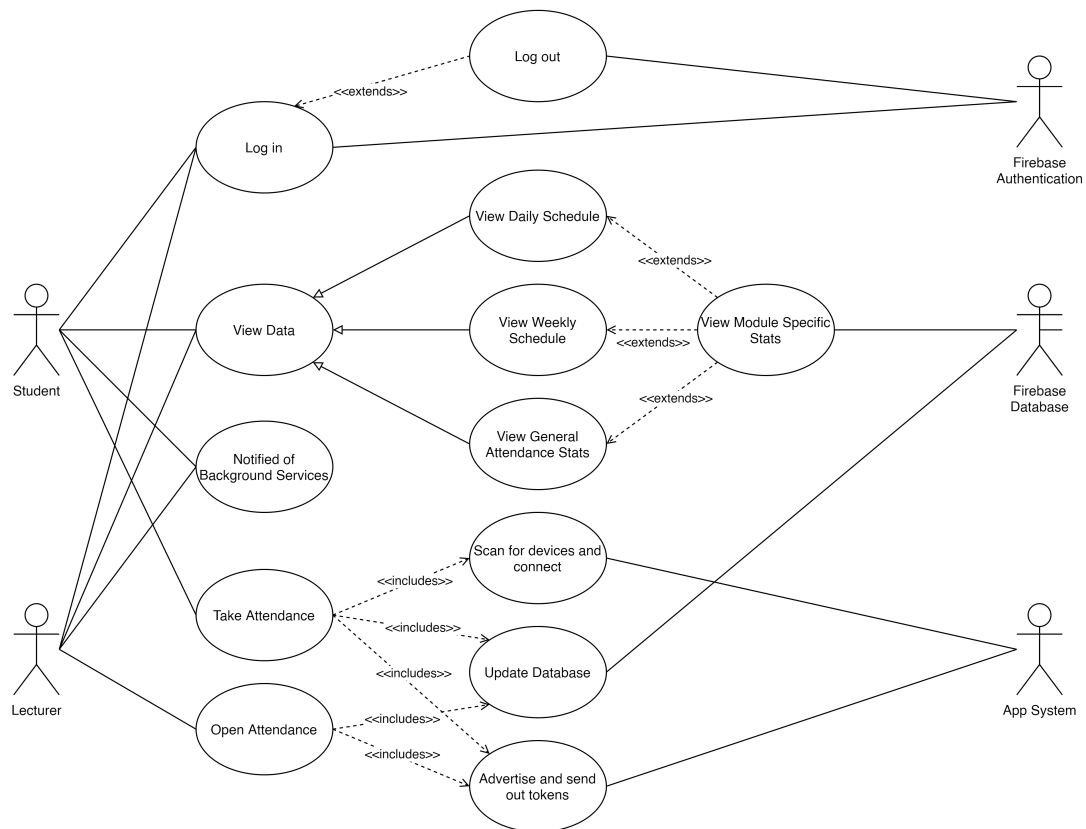 Log out
<<extends>>
Log in
Firebase
Authentication
View Daily Schedule
<<extends>>
View Data
View Weekly
Schedule
<<extends>>
View Module Specific
Stats
Student
Firebase
Database
<<extends>>
View General
Attendance Stats
Notified of
Background Services
Scan for devices and
connect
<<includes>>
Take Attendance
<<includes>>
<<includes>>
Update Database
Lecturer
App System
Open Attendance
<<includes>>
<<includes>>
Advertise and send
out tokens